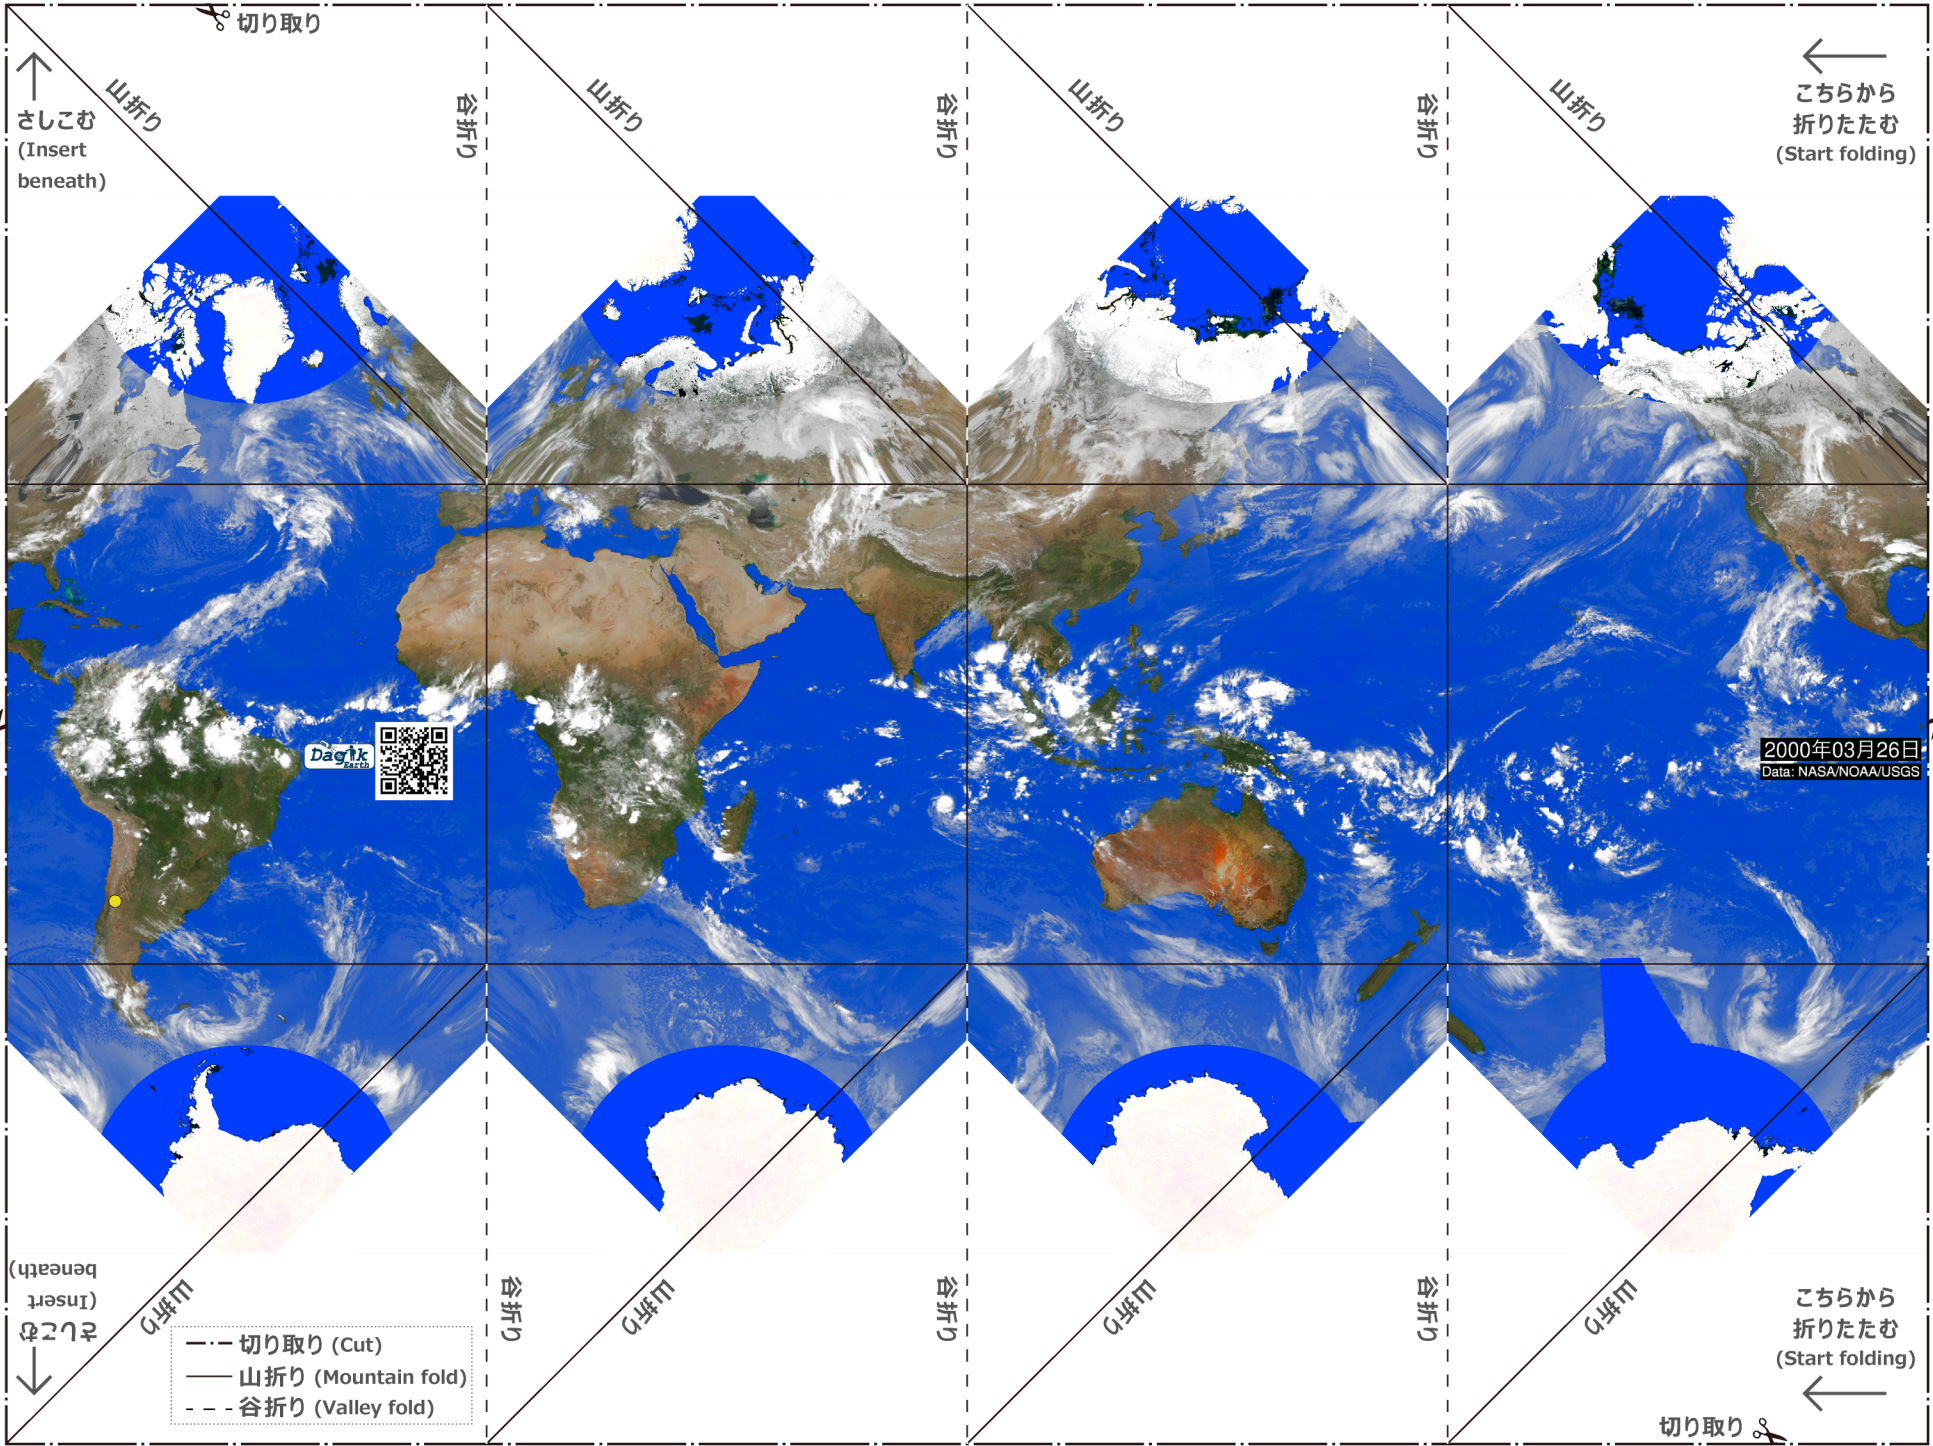 切り取り
山折り
谷折り
山折り
谷折り
山折り
谷折り
山折り
さしこむ
(Insert
beneath)
こちらから
折りたたむ
(Start folding)
Dagik
Earth
2000年03月26日
Data: NASA/NOAA/USGS
さしこむ
(Insert
beneath)
山折り
谷折り
山折り
谷折り
山折り
谷折り
山折り
切り取り (Cut)
山折り (Mountain fold)
谷折り (Valley fold)
こちらから
折りたたむ
(Start folding)
切り取り